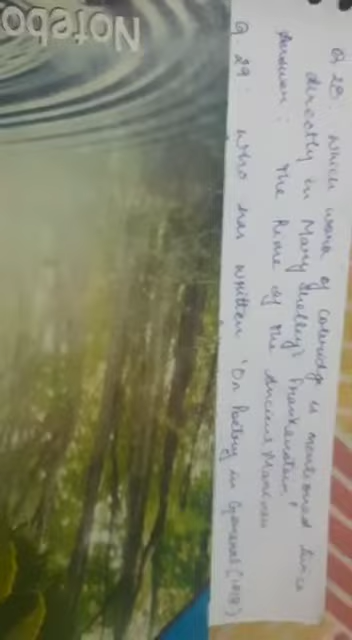 Q 28: Which work of Coleridge is mentioned twice
directly in Mary Shelley's Frankenstein?
Answer: The Rime of the Ancient Mariner
Q 29: Who has written 'On Poetry in General (1818)
Notebo